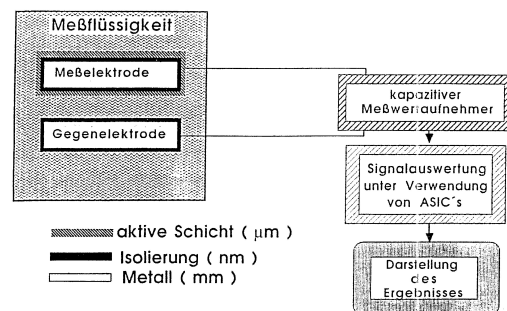 Meßflüssigkeit
Meßelektrode
Gegenelektrode
kapazitiver
Meßwertaufnehmer
Signalauswertung
unter Verwendung
von ASIC´s
Darstellung
des
Ergebnisses
aktive Schicht ( µm )
Isolierung ( nm )
Metall ( mm )